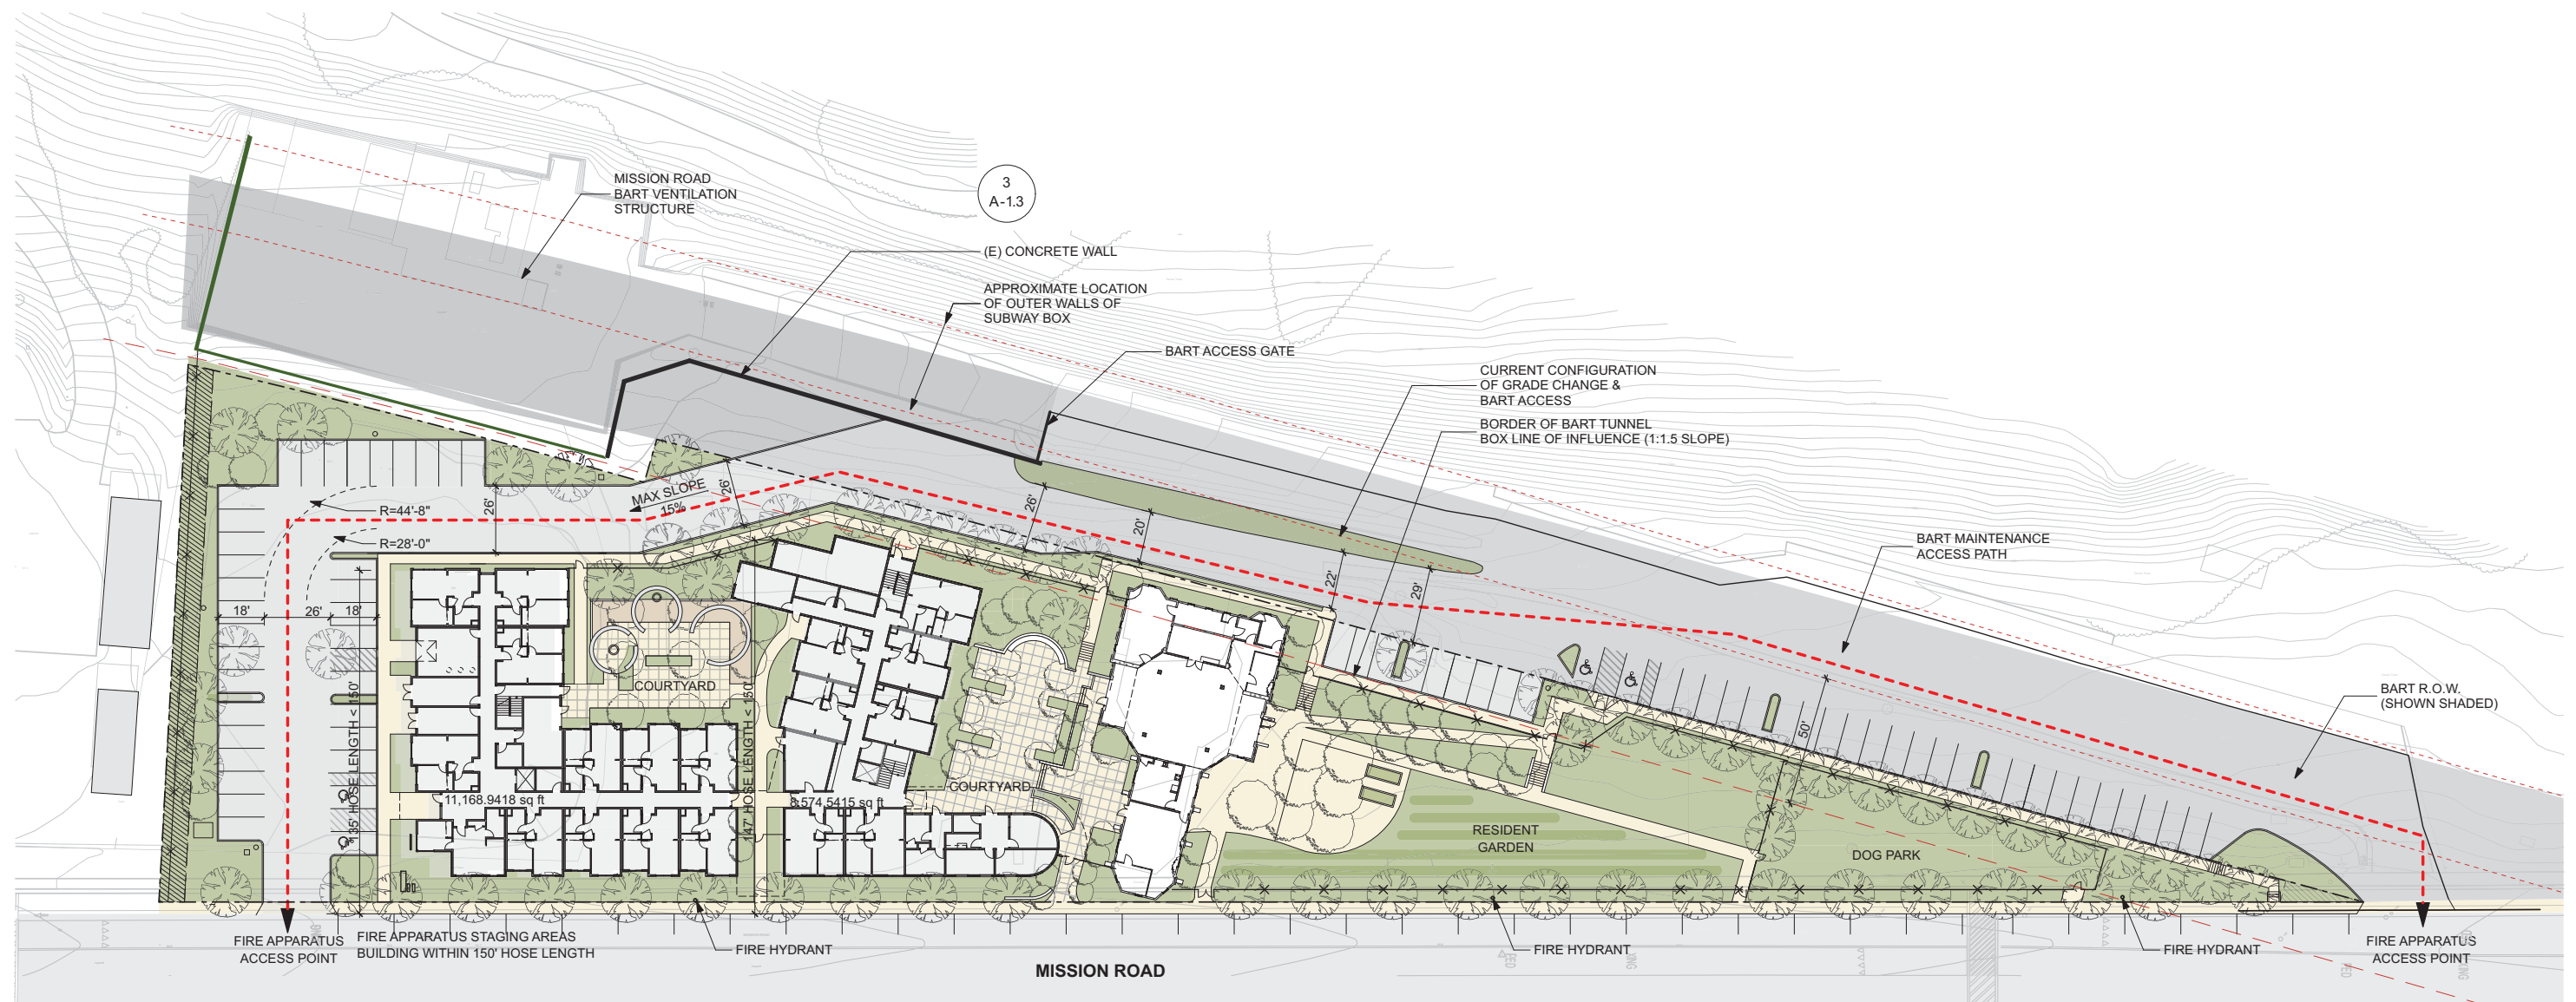 3
A-1.3
MISSION ROAD
BART VENTILATION
STRUCTURE
(E) CONCRETE WALL
APPROXIMATE LOCATION
OF OUTER WALLS OF
SUBWAY BOX
BART ACCESS GATE
CURRENT CONFIGURATION
OF GRADE CHANGE &
BART ACCESS
BORDER OF BART TUNNEL
BOX LINE OF INFLUENCE (1:1.5 SLOPE)
MAX SLOPE
15%
26'
26'
R=44'-8"
R=28'-0"
26'
20'
22'
29'
BART MAINTENANCE
ACCESS PATH
18'
26'
18'
COURTYARD
BART R.O.W.
(SHOWN SHADED)
50'
135' HOSE LENGTH < 150'
147' HOSE LENGTH < 150'
11,168.9418 sq ft
8,574.5415 sq ft
COURTYARD
RESIDENT
GARDEN
DOG PARK
FIRE APPARATUS
ACCESS POINT
FIRE APPARATUS STAGING AREAS
BUILDING WITHIN 150' HOSE LENGTH
FIRE HYDRANT
FIRE HYDRANT
FIRE HYDRANT
FIRE APPARATUS
ACCESS POINT
MISSION ROAD